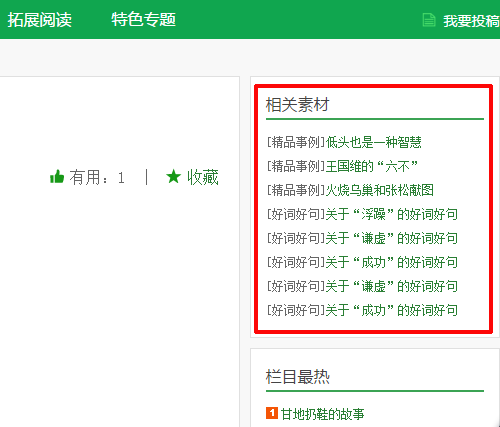 拓展阅读 特色专题 我要投稿
有用：1 | 收藏
相关素材
[精品事例]低头也是一种智慧
[精品事例]王国维的“六不”
[精品事例]火烧乌巢和张松献图
[好词好句]关于“浮躁”的好词好句
[好词好句]关于“谦虚”的好词好句
[好词好句]关于“成功”的好词好句
[好词好句]关于“谦虚”的好词好句
[好词好句]关于“成功”的好词好句
栏目最热
1 甘地扔鞋的故事